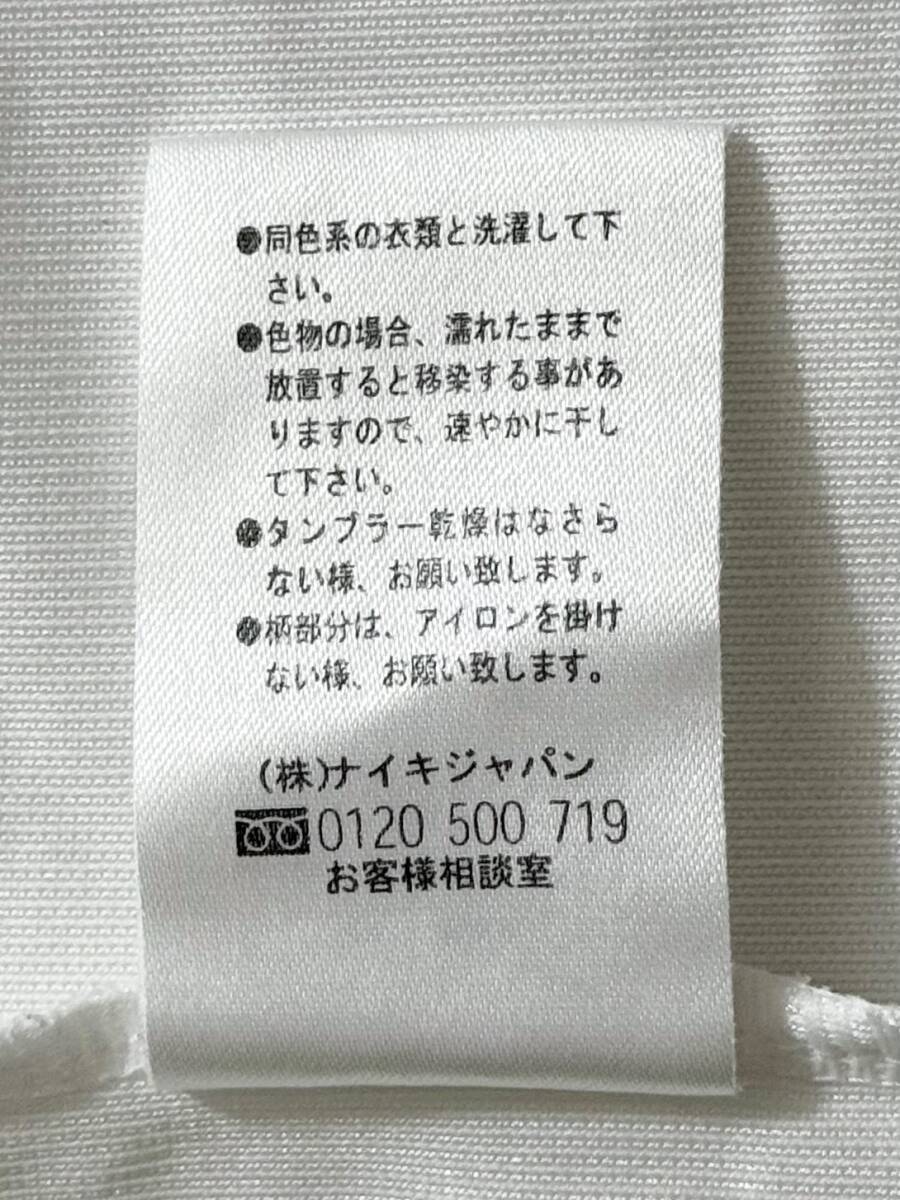 ●同色系の衣類と洗濯して下
さい。
●色物の場合、濡れたままで
放置すると移染する事があ
りますので、速やかに干し
て下さい。
●タンブラー乾燥はなさら
ない様、お願い致します。
●柄部分は、アイロンを掛け
ない様、お願い致します。
(株)ナイキジャパン
0120 500 719
お客様相談室